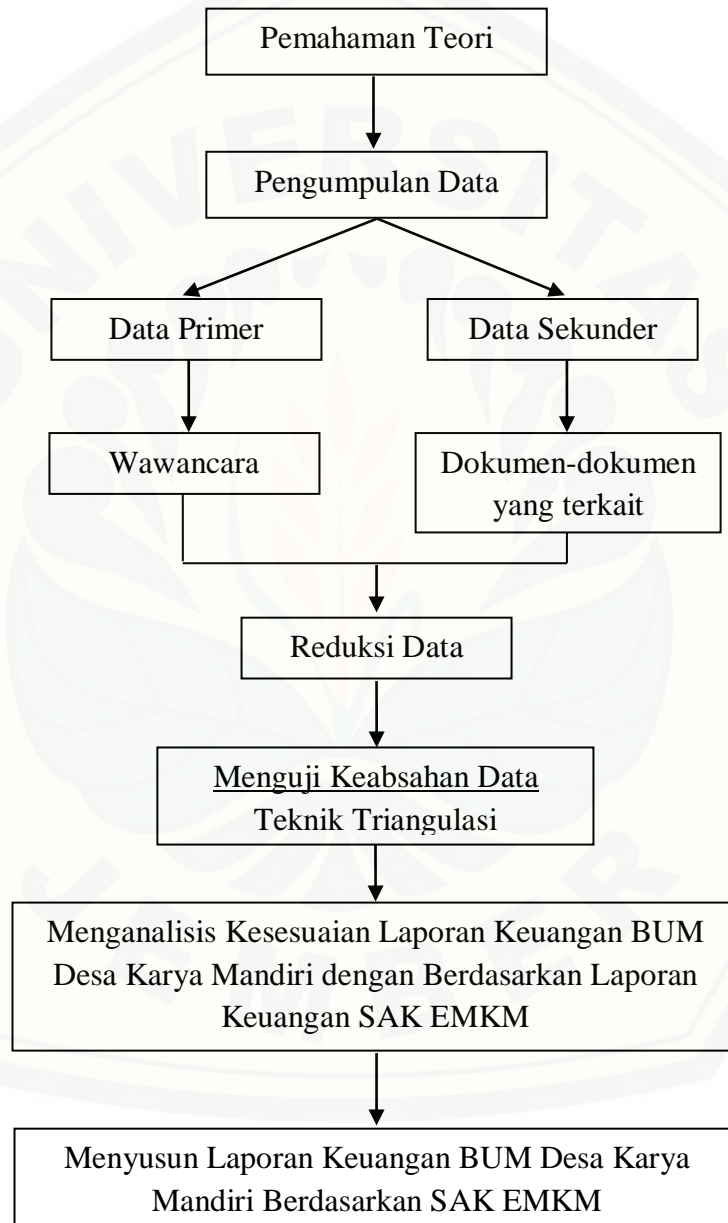 Pemahaman Teori
Pengumpulan Data
Data Primer
Data Sekunder
Wawancara
Dokumen-dokumen
yang terkait
Reduksi Data
Menguji Keabsahan Data
Teknik Triangulasi
Menganalisis Kesesuaian Laporan Keuangan BUM
Desa Karya Mandiri dengan Berdasarkan Laporan
Keuangan SAK EMKM
Menyusun Laporan Keuangan BUM Desa Karya
Mandiri Berdasarkan SAK EMKM
UNIVERSITAS
JEMBER